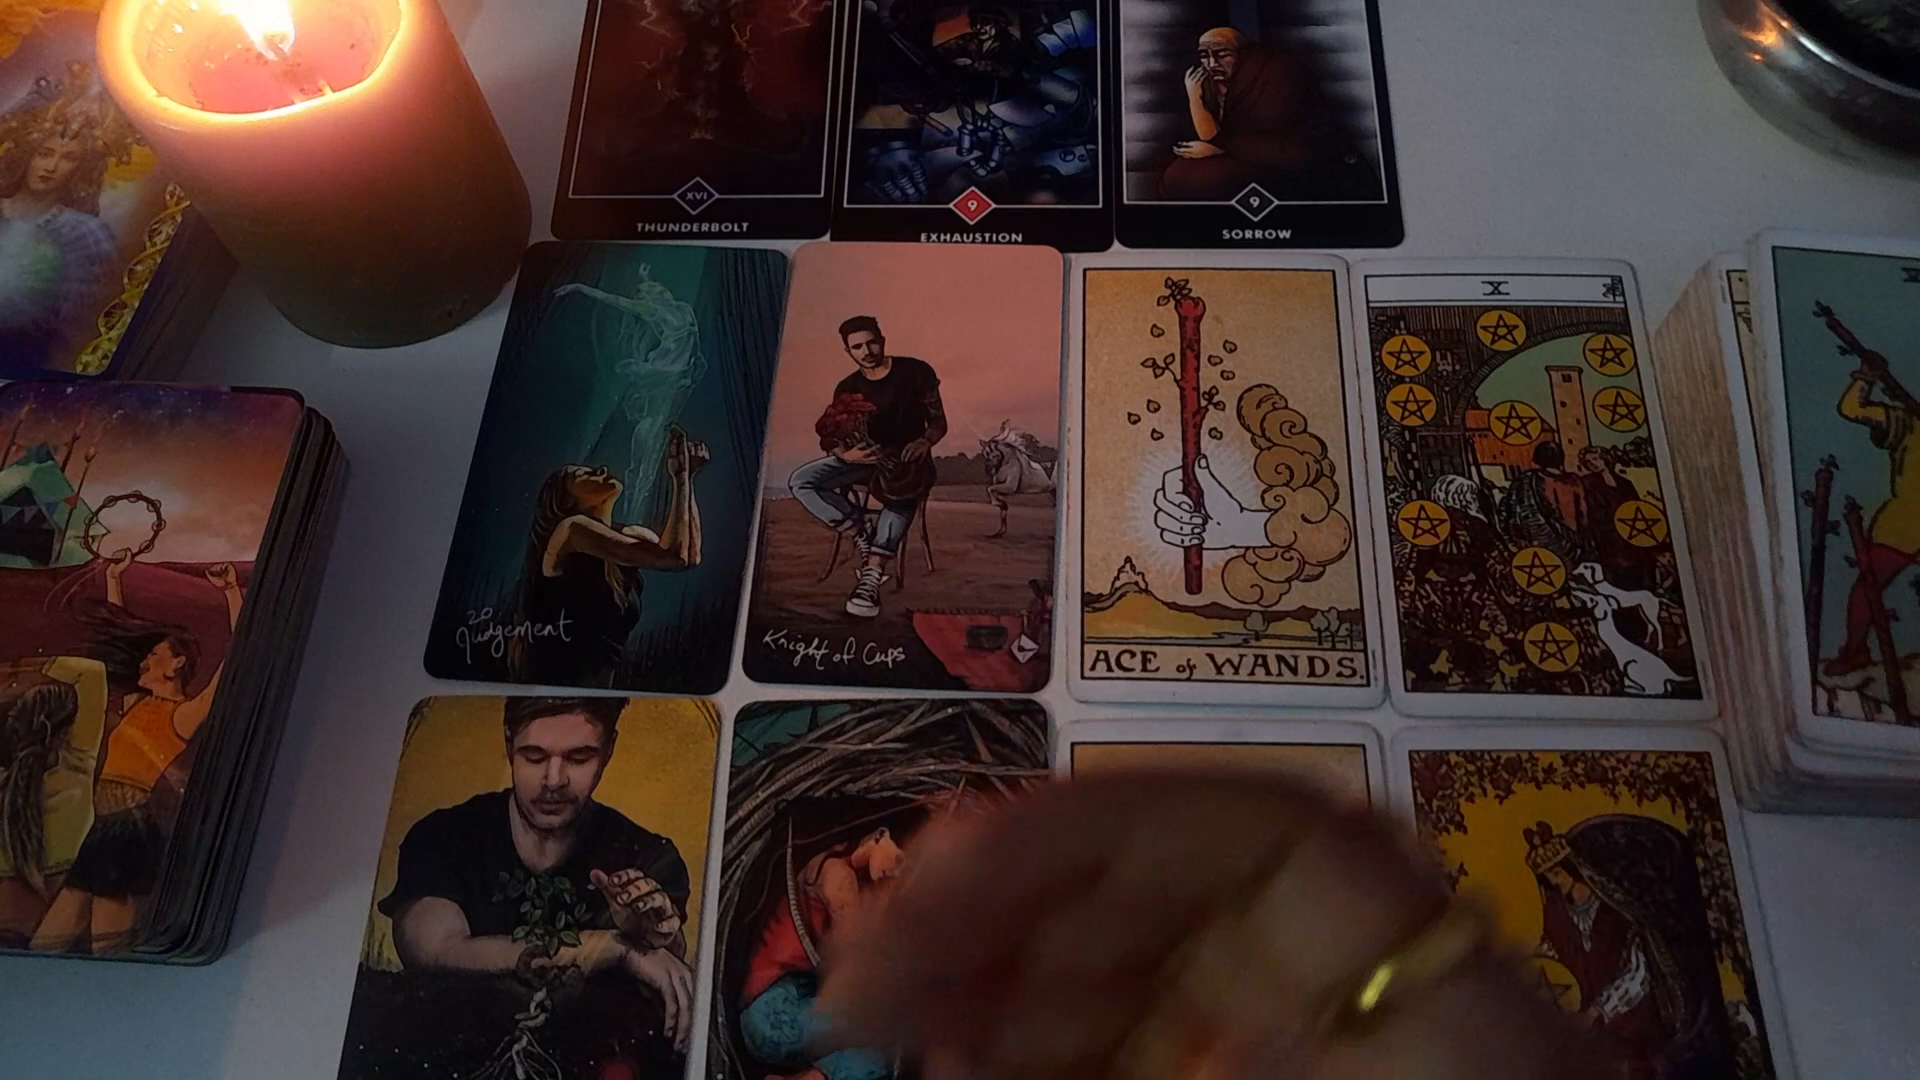 XVI
THUNDERBOLT
9
EXHAUSTION
9
SORROW
20
Judgement
Knight of Cups
ACE of WANDS.
X